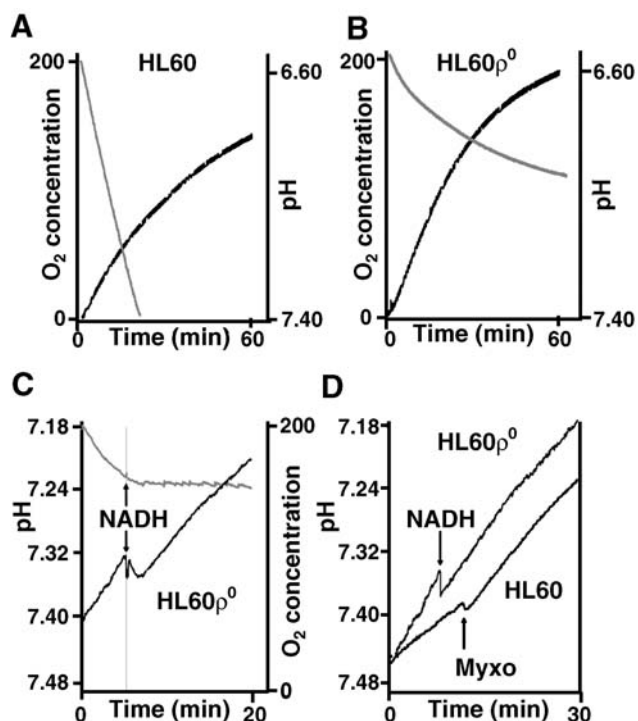 A
HL60
200
6.60
O₂ concentration
pH
0
7.40
0
Time (min)
60
B
HL60ρ⁰
200
6.60
O₂ concentration
pH
0
7.40
0
Time (min)
60
C
7.18
200
7.24
pH
NADH
7.32
7.40
HL60ρ⁰
O₂ concentration
7.48
0
0
Time (min)
20
D
7.18
HL60ρ⁰
7.24
pH
NADH
7.32
HL60
7.40
Myxo
7.48
0
Time (min)
30